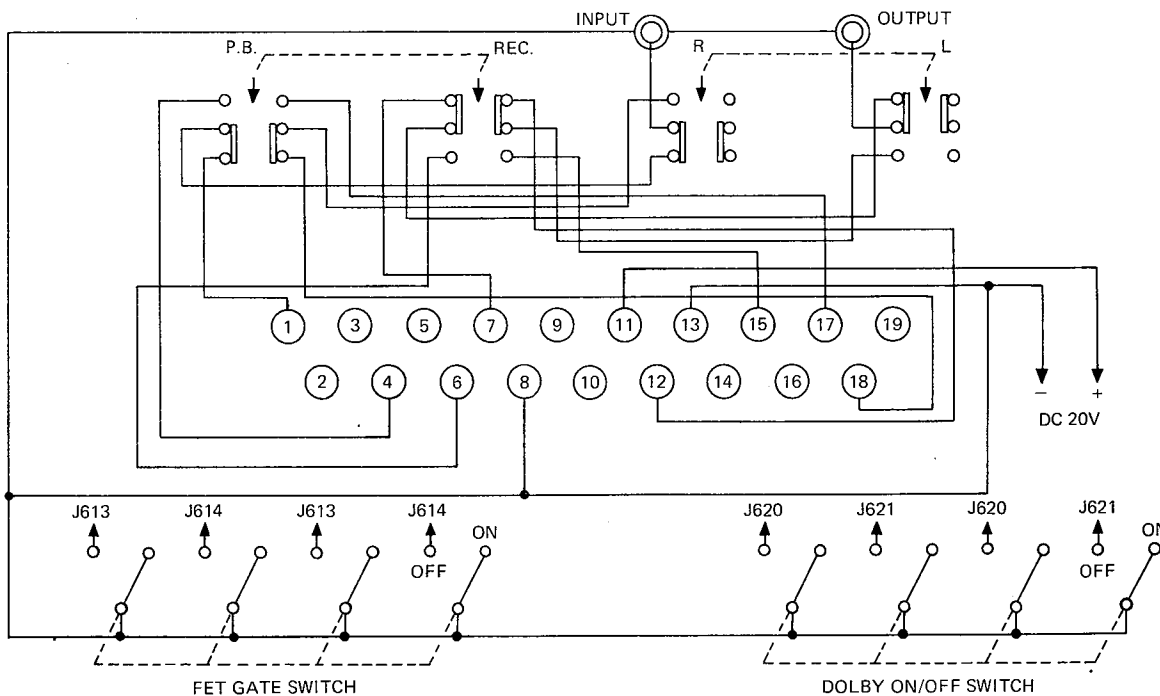 INPUT OUTPUT
P.B. REC. R L
1 3 5 7 9 11 13 15 17 19
2 4 6 8 10 12 14 16 18
− +
DC 20V
J613 J614 J613 J614 J620 J621 J620 J621
ON ON
OFF OFF
FET GATE SWITCH DOLBY ON/OFF SWITCH